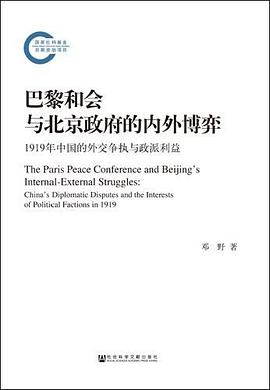 国家社科基金
后期资助项目
巴黎和会
与北京政府的内外博弈
1919年中国的外交争执与政派利益
The Paris Peace Conference and Beijing's
Internal-External Struggles:
China's Diplomatic Disputes and the Interests
of Political Factions in 1919
邓 野 著
社会科学文献出版社